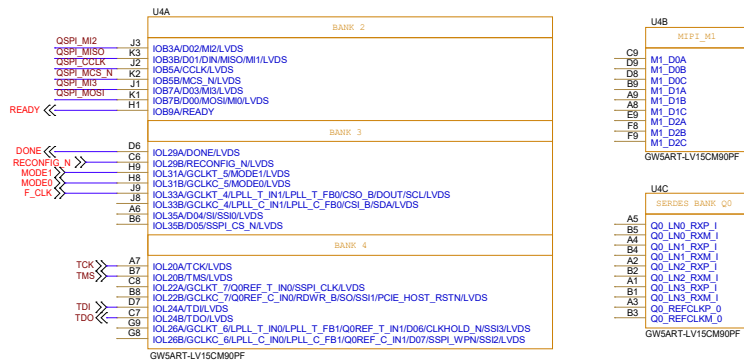 U4A
BANK 2
QSPI_MI2 J3 IOB3A/D02/MI2/LVDS
QSPI_MISO K3 IOB3B/D01/DIN/MISO/MI1/LVDS
QSPI_CCLK J2 IOB5A/CCLK/LVDS
QSPI_MCS_N K2 IOB5B/MCS_N/LVDS
QSPI_MI3 J1 IOB7A/D03/MI3/LVDS
QSPI_MOSI K1 IOB7B/D00/MOSI/MI0/LVDS
READY H1 IOB9A/READY
BANK 3
DONE D6 IOL29A/DONE/LVDS
RECONFIG_N C6 IOL29B/RECONFIG_N/LVDS
MODE1 H9 IOL31A/GCLKT_5/MODE1/LVDS
MODE0 H8 IOL31B/GCLKC_5/MODE0/LVDS
F_CLK J9 IOL33A/GCLKT_4/LPLL_T_IN1/LPLL_T_FB0/CSO_B/DOUT/SCL/LVDS
J8 IOL33B/GCLKC_4/LPLL_C_IN1/LPLL_C_FB0/CSI_B/SDA/LVDS
A6 IOL35A/D04/SI/SSI0/LVDS
B6 IOL35B/D05/SSPI_CS_N/LVDS
BANK 4
TCK A7 IOL20A/TCK/LVDS
TMS B7 IOL20B/TMS/LVDS
C8 IOL22A/GCLKT_7/Q0REF_T_IN0/SSPI_CLK/LVDS
B8 IOL22B/GCLKC_7/Q0REF_C_IN0/RDWR_B/SO/SSI1/PCIE_HOST_RSTN/LVDS
TDI D7 IOL24A/TDI/LVDS
TDO C7 IOL24B/TDO/LVDS
G9 IOL26A/GCLKT_6/LPLL_T_IN0/LPLL_T_FB1/Q0REF_T_IN1/D06/CLKHOLD_N/SSI3/LVDS
G8 IOL26B/GCLKC_6/LPLL_C_IN0/LPLL_C_FB1/Q0REF_C_IN1/D07/SSPI_WPN/SSI2/LVDS
GW5ART-LV15CM90PF
U4B
MIPI_M1
C9 M1_D0A
D9 M1_D0B
D8 M1_D0C
B9 M1_D1A
A9 M1_D1B
A8 M1_D1C
E9 M1_D2A
F8 M1_D2B
F9 M1_D2C
GW5ART-LV15CM90PF
U4C
SERDES BANK Q0
A5 Q0_LN0_RXP_I
B5 Q0_LN0_RXM_I
A4 Q0_LN1_RXP_I
B4 Q0_LN1_RXM_I
A2 Q0_LN2_RXP_I
B2 Q0_LN2_RXM_I
A1 Q0_LN3_RXP_I
B1 Q0_LN3_RXM_I
A3 Q0_REFCLKP_0
B3 Q0_REFCLKM_0
GW5ART-LV15CM90PF